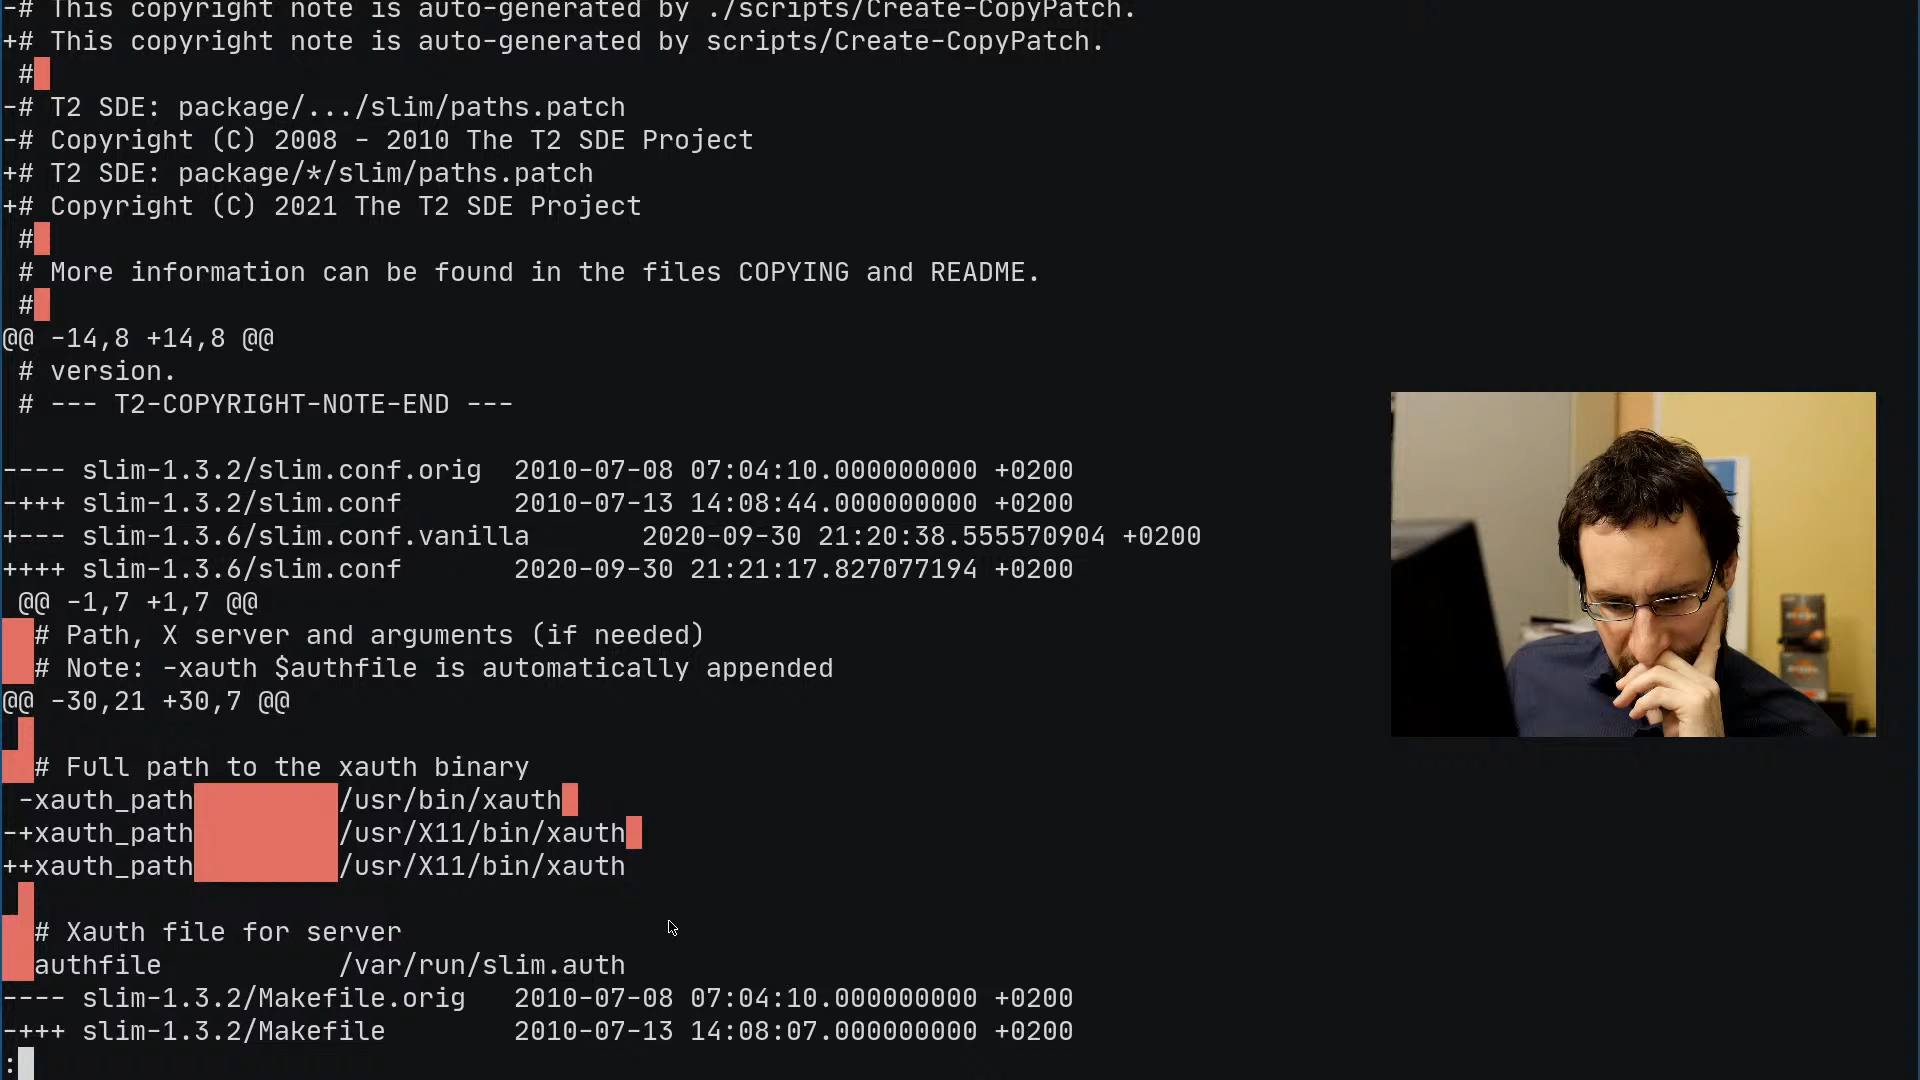 -# This copyright note is auto-generated by ./scripts/Create-CopyPatch.
+# This copyright note is auto-generated by scripts/Create-CopyPatch.
 #
-# T2 SDE: package/.../slim/paths.patch
-# Copyright (C) 2008 - 2010 The T2 SDE Project
+# T2 SDE: package/*/slim/paths.patch
+# Copyright (C) 2021 The T2 SDE Project
 #
 # More information can be found in the files COPYING and README.
 #
@@ -14,8 +14,8 @@
 # version.
 # --- T2-COPYRIGHT-NOTE-END ---
---- slim-1.3.2/slim.conf.orig  2010-07-08 07:04:10.000000000 +0200
-+++ slim-1.3.2/slim.conf       2010-07-13 14:08:44.000000000 +0200
+--- slim-1.3.6/slim.conf.vanilla       2020-09-30 21:20:38.555570904 +0200
++++ slim-1.3.6/slim.conf       2020-09-30 21:21:17.827077194 +0200
 @@ -1,7 +1,7 @@
  # Path, X server and arguments (if needed)
  # Note: -xauth $authfile is automatically appended
@@ -30,21 +30,7 @@
  # Full path to the xauth binary
 -xauth_path         /usr/bin/xauth
-+xauth_path         /usr/X11/bin/xauth
++xauth_path         /usr/X11/bin/xauth
  # Xauth file for server
  authfile           /var/run/slim.auth
---- slim-1.3.2/Makefile.orig   2010-07-08 07:04:10.000000000 +0200
-+++ slim-1.3.2/Makefile        2010-07-13 14:08:07.000000000 +0200
: